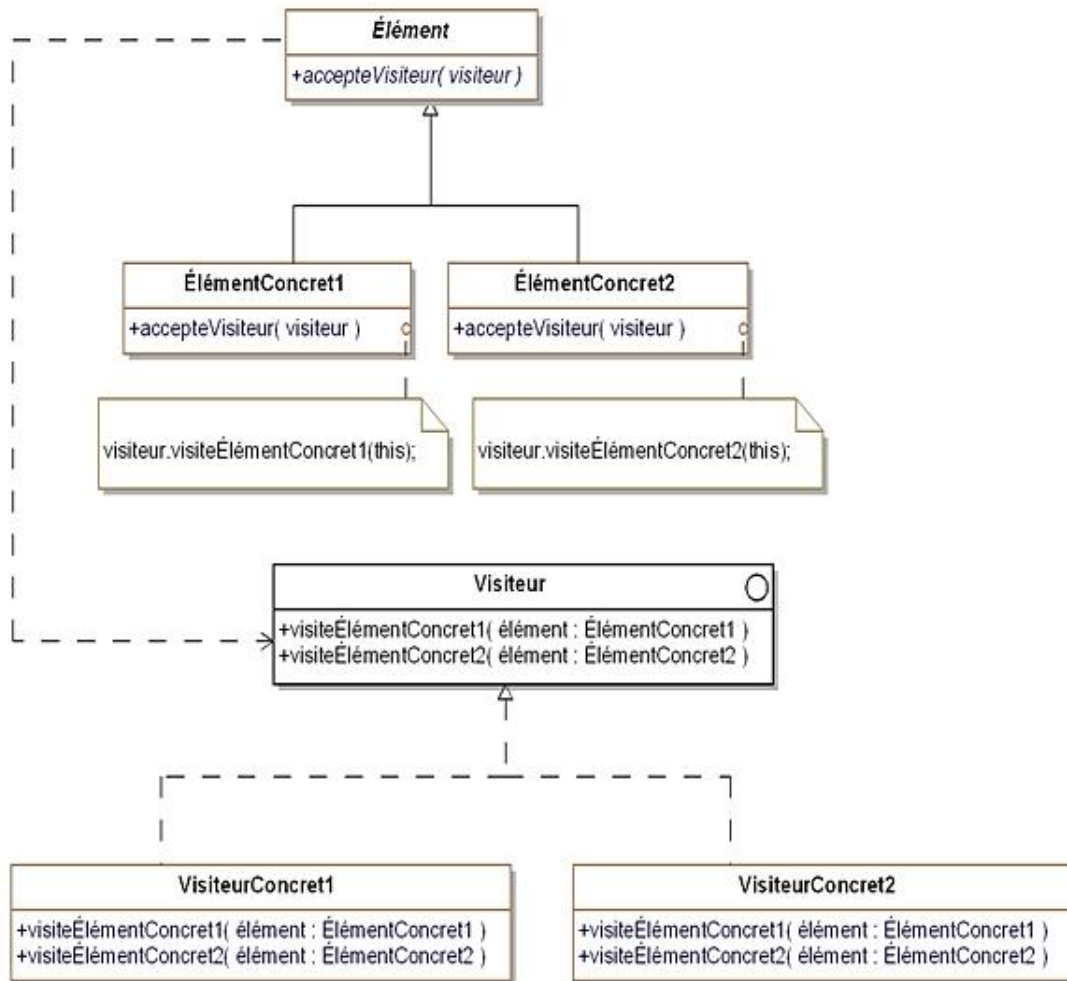 Élément
+accepteVisiteur( visiteur )
ÉlémentConcret1
+accepteVisiteur( visiteur )
ÉlémentConcret2
+accepteVisiteur( visiteur )
visiteur.visiteÉlémentConcret1(this);
visiteur.visiteÉlémentConcret2(this);
Visiteur
+visiteÉlémentConcret1( élément : ÉlémentConcret1 )
+visiteÉlémentConcret2( élément : ÉlémentConcret2 )
VisiteurConcret1
+visiteÉlémentConcret1( élément : ÉlémentConcret1 )
+visiteÉlémentConcret2( élément : ÉlémentConcret2 )
VisiteurConcret2
+visiteÉlémentConcret1( élément : ÉlémentConcret1 )
+visiteÉlémentConcret2( élément : ÉlémentConcret2 )